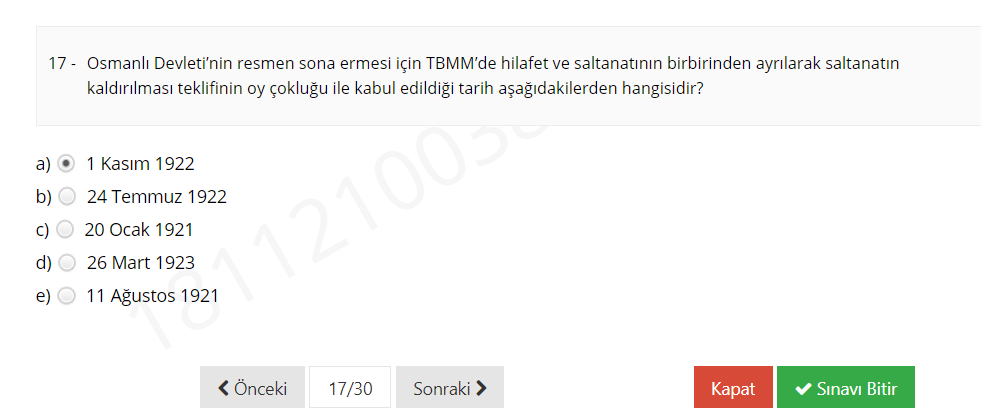 17 - Osmanlı Devleti’nin resmen sona ermesi için TBMM’de hilafet ve saltanatının birbirinden ayrılarak saltanatın
kaldırılması teklifinin oy çokluğu ile kabul edildiği tarih aşağıdakilerden hangisidir?
a) 1 Kasım 1922
b) 24 Temmuz 1922
c) 20 Ocak 1921
d) 26 Mart 1923
e) 11 Ağustos 1921
Önceki 17/30 Sonraki Kapat Sınavı Bitir